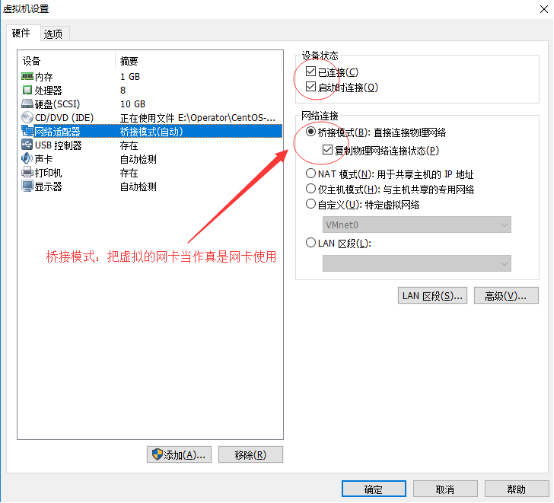 虚拟机设置
硬件 选项
设备 摘要
内存 1 GB
处理器 8
硬盘(SCSI) 10 GB
CD/DVD (IDE) 正在使用文件 E:\Operator\CentOS-...
网络适配器 桥接模式(自动)
USB 控制器 存在
声卡 自动检测
打印机 存在
显示器 自动检测
桥接模式：把虚拟的网卡当作真是网卡使用
添加(A)... 移除(R)
设备状态
已连接(C)
启动时连接(O)
网络连接
桥接模式(B): 直接连接物理网络
复制物理网络连接状态(P)
NAT 模式(N): 用于共享主机的 IP 地址
仅主机模式(H): 与主机共享的专用网络
自定义(U): 特定虚拟网络
VMnet0
LAN 区段(L):
LAN 区段(S)... 高级(V)...
确定 取消 帮助